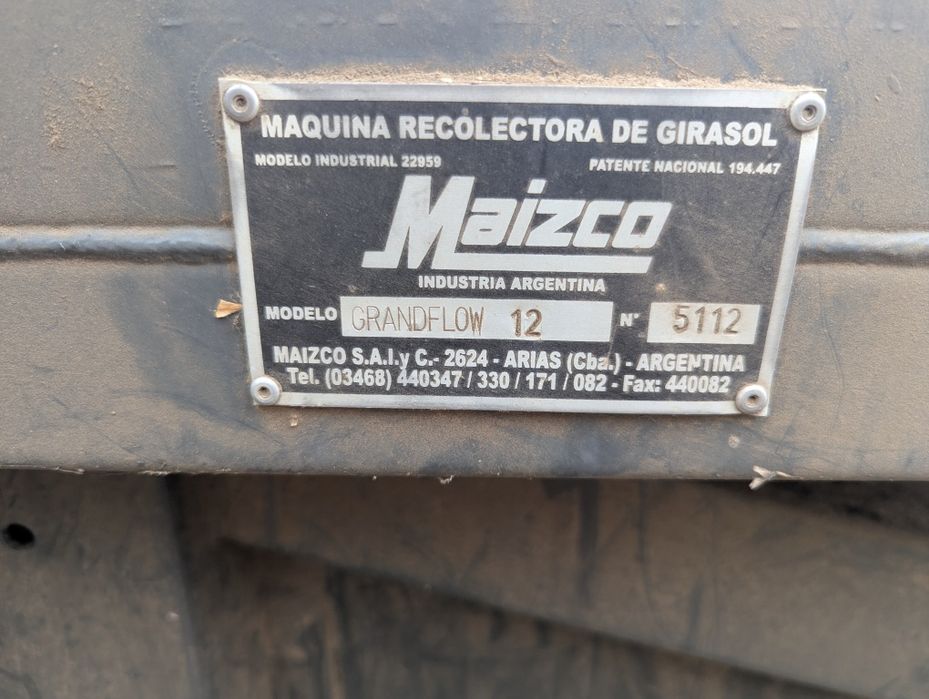 MAQUINA RECOLECTORA DE GIRASOL
MODELO INDUSTRIAL 22959 PATENTE NACIONAL 194.447
Maizco
INDUSTRIA ARGENTINA
MODELO GRANDFLOW 12 N° 5112
MAIZCO S.A.I.y C.- 2624 - ARIAS (Cba.) - ARGENTINA
Tel. (03468) 440347 / 330 / 171 / 082 - Fax: 440082